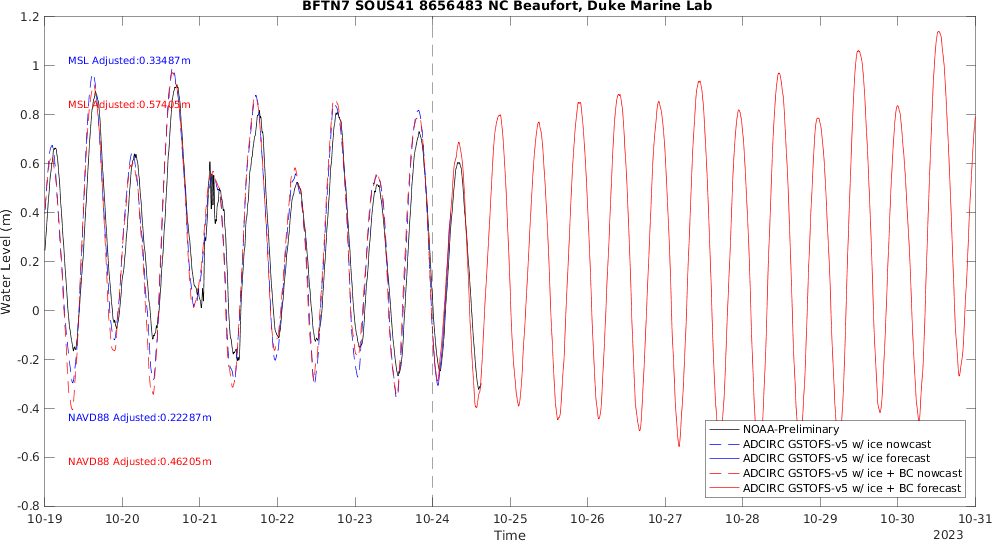 BFTN7 SOUS41 8656483 NC Beaufort, Duke Marine Lab
1.2
1
0.8
0.6
0.4
0.2
0
-0.2
-0.4
-0.6
-0.8
Water Level (m)
MSL Adjusted:0.33487m
MSL Adjusted:0.57405m
NAVD88 Adjusted:0.22287m
NAVD88 Adjusted:0.46205m
NOAA-Preliminary
ADCIRC GSTOFS-v5 w/ ice nowcast
ADCIRC GSTOFS-v5 w/ ice forecast
ADCIRC GSTOFS-v5 w/ ice + BC nowcast
ADCIRC GSTOFS-v5 w/ ice + BC forecast
10-19 10-20 10-21 10-22 10-23 10-24 10-25 10-26 10-27 10-28 10-29 10-30 10-31
Time
2023